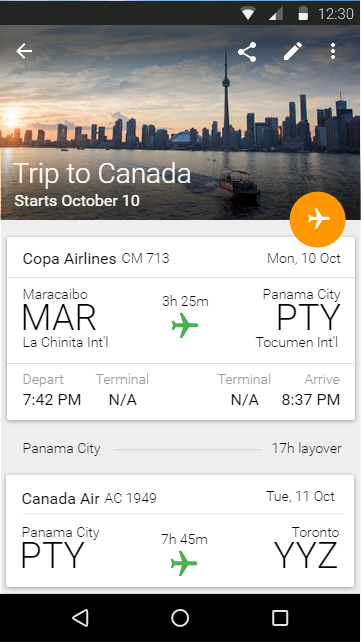 12:30
Trip to Canada
Starts October 10
Copa Airlines CM 713 Mon, 10 Oct
Maracaibo 3h 25m Panama City
MAR PTY
La Chinita Int'l Tocumen Int'l
Depart Terminal Terminal Arrive
7:42 PM N/A N/A 8:37 PM
Panama City 17h layover
Canada Air AC 1949 Tue, 11 Oct
Panama City 7h 45m Toronto
PTY YYZ